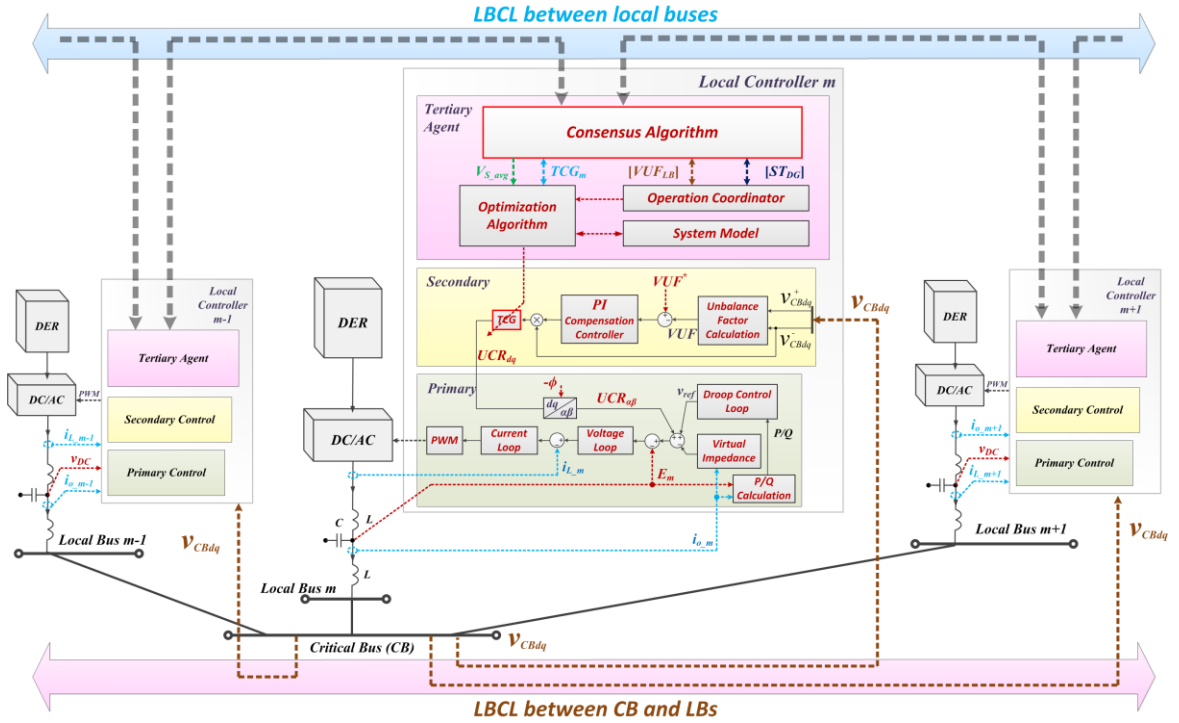 LBCL between local buses
Local Controller m
Tertiary
Agent
Consensus Algorithm
V_S_avg
TCG_m
[VUF_LB]
[ST_DG]
Optimization
Algorithm
Operation Coordinator
System Model
Local
Controller
m-1
DER
Tertiary Agent
DC/AC
PWM
Secondary Control
Primary Control
i_L_m-1
v_DC
i_o_m-1
Local Bus m-1
v_CBdq
DER
DC/AC
C
L
L
Local Bus m
Secondary
VUF*
TCG
PI
Compensation
Controller
VUF
Unbalance
Factor
Calculation
V⁺_CBdq
V⁻_CBdq
v_CBdq
UCR_dq
Primary
-ϕ
dq
αβ
UCR_αβ
v_ref
Droop Control
Loop
P/Q
PWM
Current
Loop
Voltage
Loop
Virtual
Impedance
i_L_m
E_m
P/Q
Calculation
i_o_m
Local
Controller
m+1
DER
Tertiary Agent
DC/AC
PWM
Secondary Control
Primary Control
i_o_m+1
v_DC
i_L_m+1
Local Bus m+1
v_CBdq
Critical Bus (CB)
v_CBdq
LBCL between CB and LBs